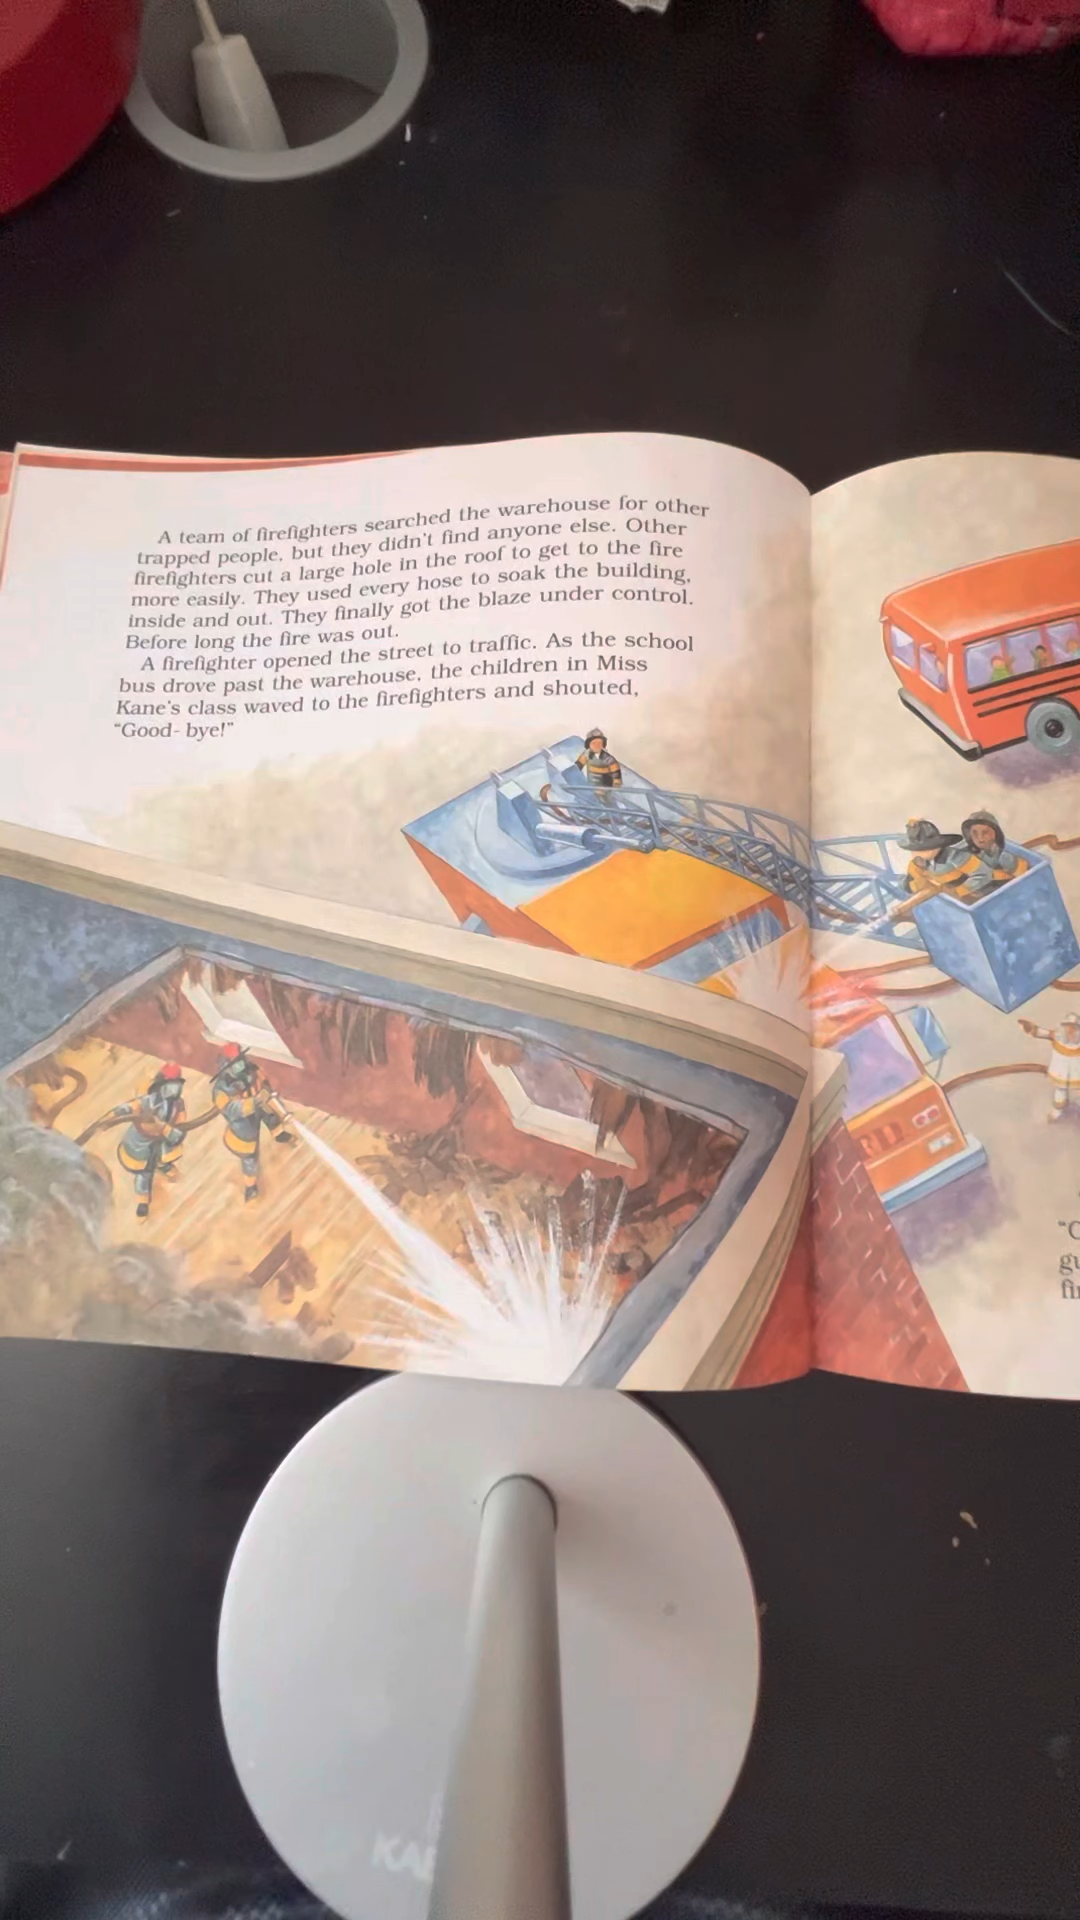 A team of firefighters searched the warehouse for other
trapped people, but they didn't find anyone else. Other
firefighters cut a large hole in the roof to get to the fire
more easily. They used every hose to soak the building,
inside and out. They finally got the blaze under control.
Before long the fire was out.
A firefighter opened the street to traffic. As the school
bus drove past the warehouse, the children in Miss
Kane's class waved to the firefighters and shouted,
“Good- bye!”